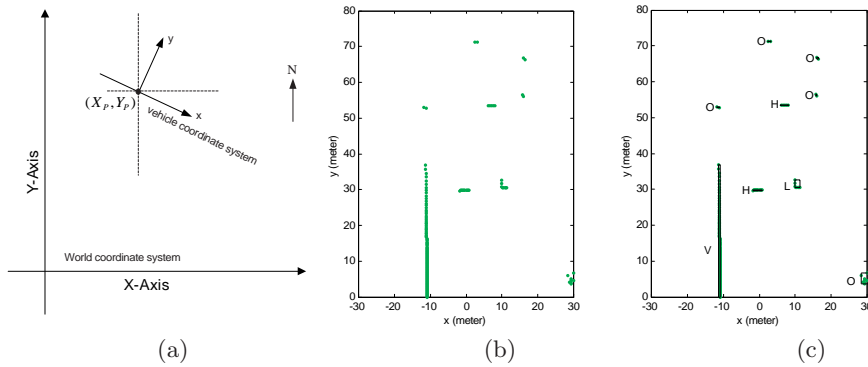 y
N
(X_P, Y_P)
x
vehicle coordinate system
Y-Axis
World coordinate system
X-Axis
(a)
80
70
60
50
40
30
20
10
0
y (meter)
-30 -20 -10 0 10 20 30
x (meter)
(b)
80
70
60
50
40
30
20
10
0
y (meter)
O
O
O
O
H
H
L
V
O
-30 -20 -10 0 10 20 30
x (meter)
(c)